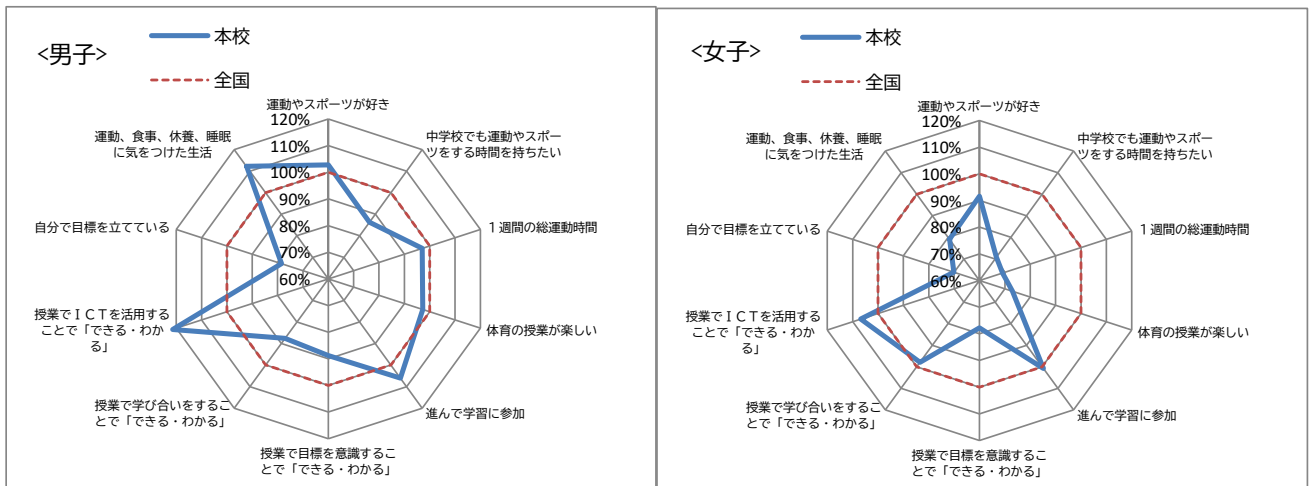 <男子>
本校
全国
運動やスポーツが好き
中学校でも運動やスポー
ツをする時間を持ちたい
１週間の総運動時間
体育の授業が楽しい
進んで学習に参加
授業で目標を意識するこ
とで「できる・わかる」
授業で学び合いをするこ
とで「できる・わかる」
授業でＩＣＴを活用する
ことで「できる・わか
る」
自分で目標を立てている
運動、食事、休養、睡眠
に気をつけた生活
120%
110%
100%
90%
80%
70%
60%
<女子>
本校
全国
運動やスポーツが好き
中学校でも運動やスポー
ツをする時間を持ちたい
１週間の総運動時間
体育の授業が楽しい
進んで学習に参加
授業で目標を意識するこ
とで「できる・わかる」
授業で学び合いをするこ
とで「できる・わかる」
授業でＩＣＴを活用する
ことで「できる・わか
る」
自分で目標を立てている
運動、食事、休養、睡眠
に気をつけた生活
120%
110%
100%
90%
80%
70%
60%